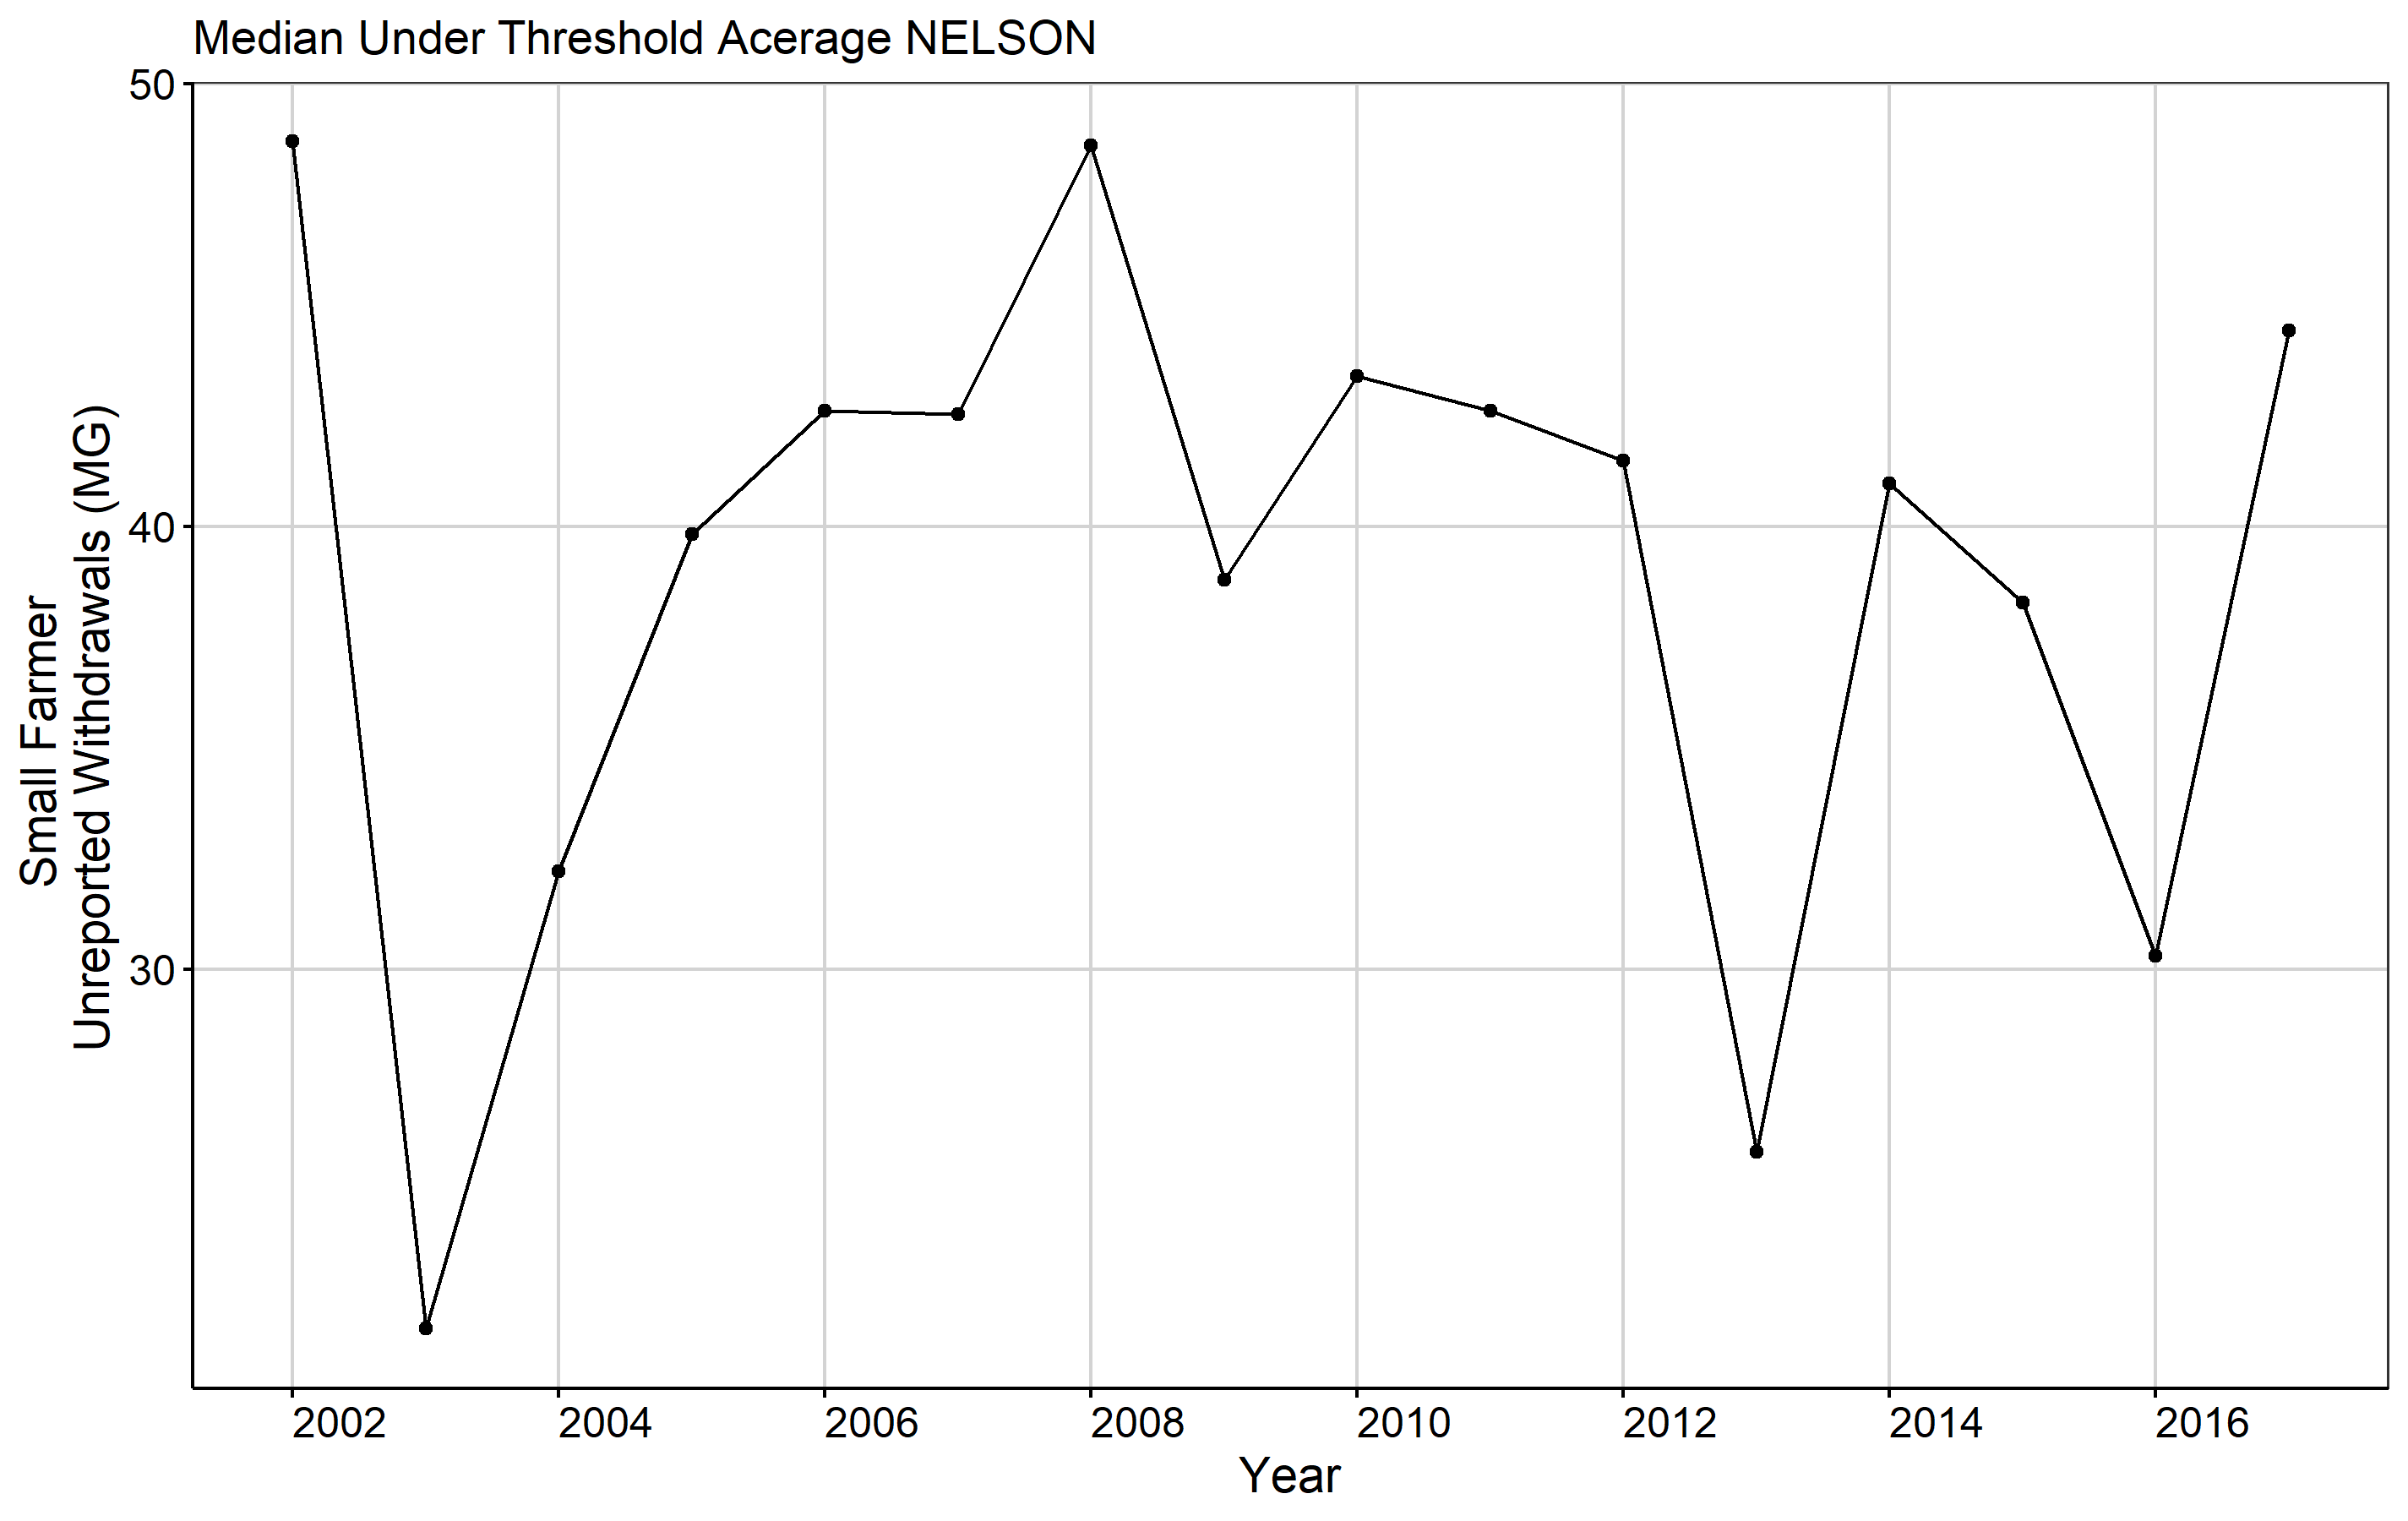 Median Under Threshold Acerage NELSON
50
40
30
Small Farmer
Unreported Withdrawals (MG)
2002 2004 2006 2008 2010 2012 2014 2016
Year